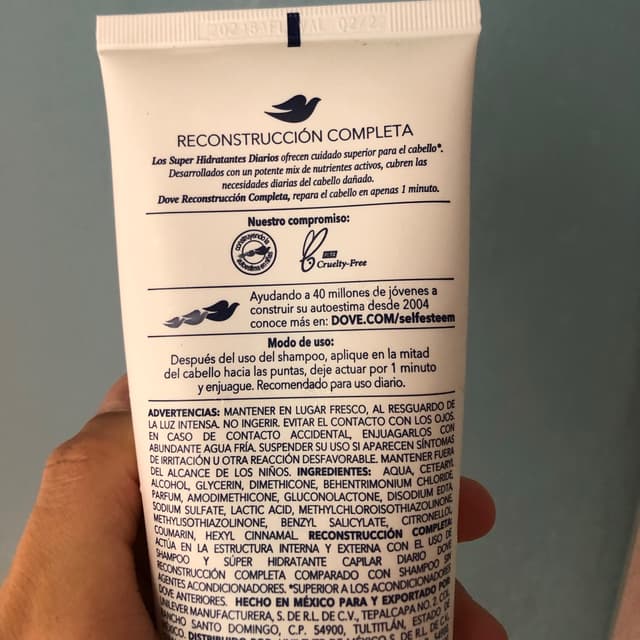 RECONSTRUCCIÓN COMPLETA
Los Super Hidratantes Diarios ofrecen cuidado superior para el cabello*.
Desarrollados con un potente mix de nutrientes activos, cubren las
necesidades diarias del cabello dañado.
Dove Reconstrucción Completa, repara el cabello en apenas 1 minuto.
Nuestro compromiso:
Cruelty-Free
Ayudando a 40 millones de jóvenes a
construir su autoestima desde 2004
conoce más en: DOVE.COM/selfesteem
Modo de uso:
Después del uso del shampoo, aplique en la mitad
del cabello hacia las puntas, deje actuar por 1 minuto
y enjuague. Recomendado para uso diario.
ADVERTENCIAS: MANTENER EN LUGAR FRESCO, AL RESGUARDO DE
LA LUZ INTENSA. NO INGERIR. EVITAR EL CONTACTO CON LOS OJOS.
EN CASO DE CONTACTO ACCIDENTAL, ENJUAGARLOS CON
ABUNDANTE AGUA FRÍA. SUSPENDER SU USO SI APARECEN SÍNTOMAS
DE IRRITACIÓN U OTRA REACCIÓN DESFAVORABLE. MANTENER FUERA
DEL ALCANCE DE LOS NIÑOS. INGREDIENTES: AQUA, CETEARYL
ALCOHOL, GLYCERIN, DIMETHICONE, BEHENTRIMONIUM CHLORIDE,
PARFUM, AMODIMETHICONE, GLUCONOLACTONE, DISODIUM EDTA,
SODIUM SULFATE, LACTIC ACID, METHYLCHLOROISOTHIAZOLINONE,
METHYLISOTHIAZOLINONE, BENZYL SALICYLATE, CITRONELLOL,
COUMARIN, HEXYL CINNAMAL. RECONSTRUCCIÓN COMPLETA:
ACTÚA EN LA ESTRUCTURA INTERNA Y EXTERNA CON EL USO DE
SHAMPOO Y SÚPER HIDRATANTE CAPILAR DIARIO DOVE
RECONSTRUCCIÓN COMPLETA COMPARADO CON SHAMPOO SIN
AGENTES ACONDICIONADORES. *SUPERIOR A LOS ACONDICIONADORES
DOVE ANTERIORES. HECHO EN MÉXICO PARA Y EXPORTADO POR
UNILEVER MANUFACTURERA, S. DE R.L. DE C.V., TEPALCAPA NO. 2, COL.
RANCHO SANTO DOMINGO, C.P. 54900, TULTITLÁN, ESTADO DE
MÉXICO.